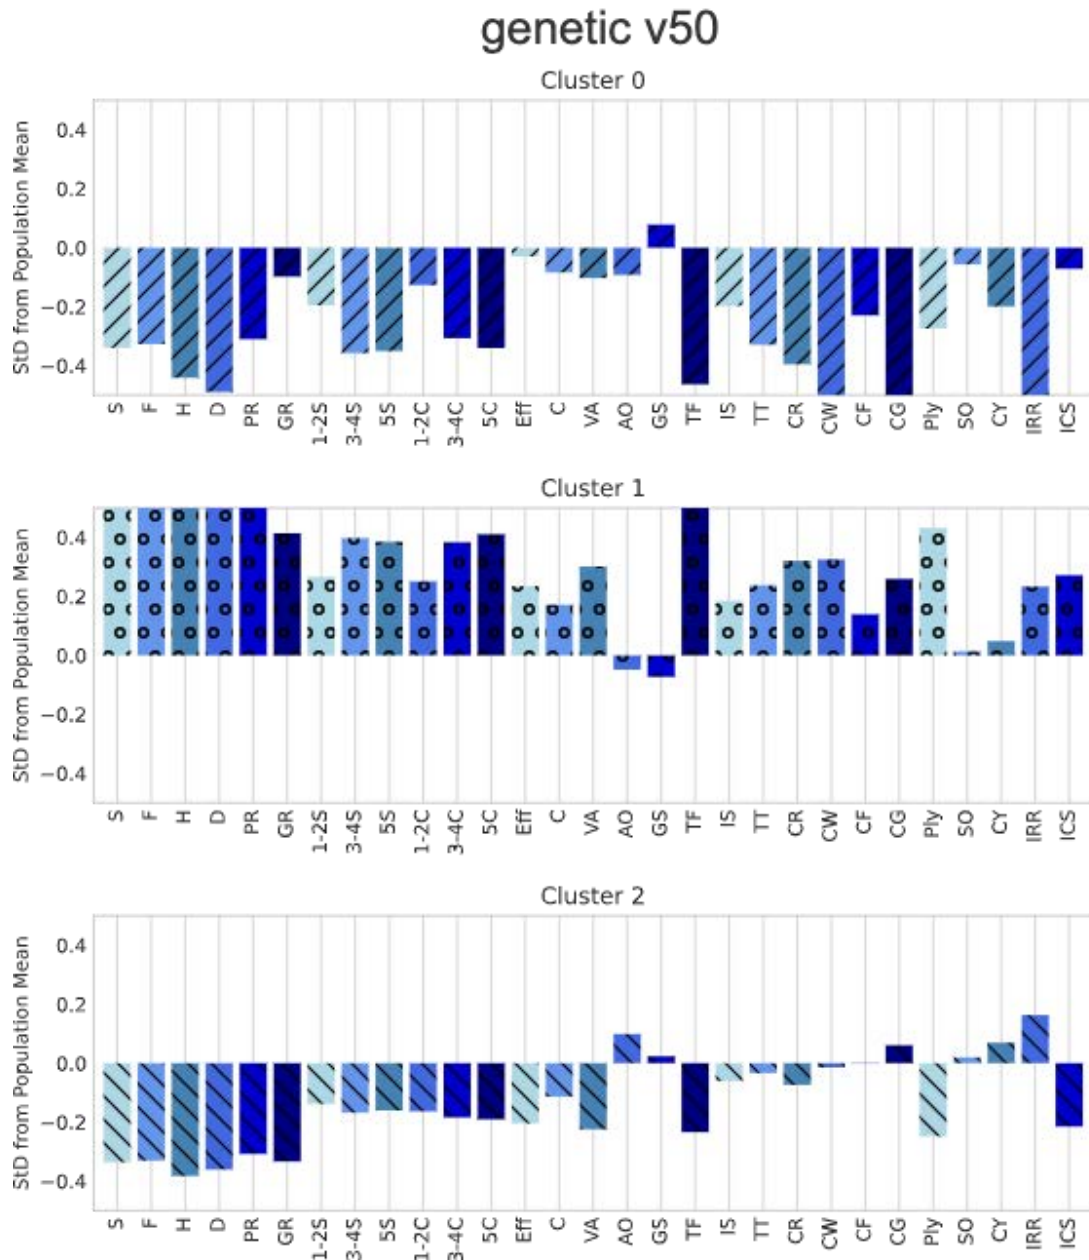 genetic v50
Cluster 0
StD from Population Mean
0.4
0.2
0.0
−0.2
−0.4
S F H D PR GR 1-2S 3-4S 5S 1-2C 3-4C 5C Eff C VA AO GS TF IS TT CR CW CF CG Ply SO CY IRR ICS
Cluster 1
StD from Population Mean
0.4
0.2
0.0
−0.2
−0.4
S F H D PR GR 1-2S 3-4S 5S 1-2C 3-4C 5C Eff C VA AO GS TF IS TT CR CW CF CG Ply SO CY IRR ICS
Cluster 2
StD from Population Mean
0.4
0.2
0.0
−0.2
−0.4
S F H D PR GR 1-2S 3-4S 5S 1-2C 3-4C 5C Eff C VA AO GS TF IS TT CR CW CF CG Ply SO CY IRR ICS